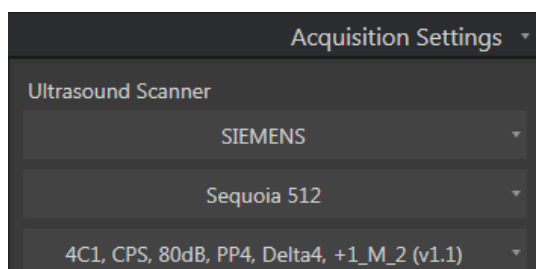 Acquisition Settings
Ultrasound Scanner
SIEMENS
Sequoia 512
4C1, CPS, 80dB, PP4, Delta4, +1_M_2 (v1.1)